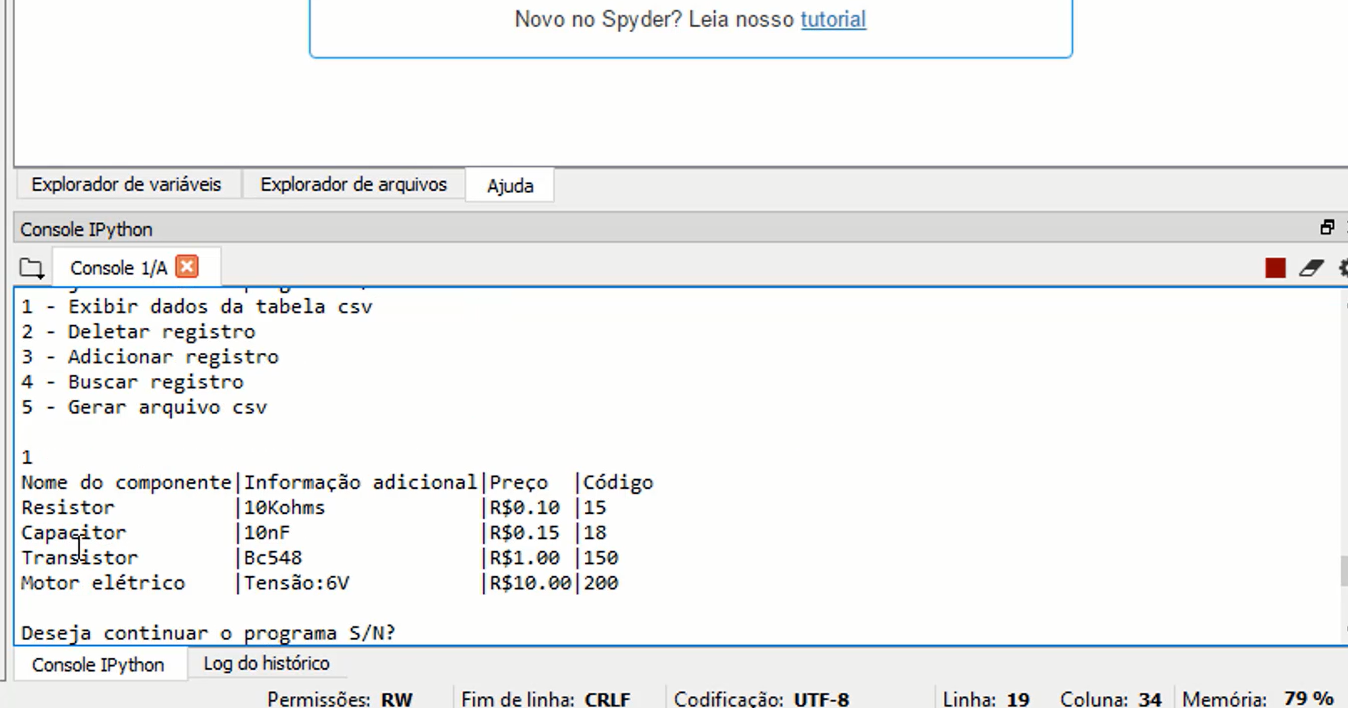 Novo no Spyder? Leia nosso tutorial
Explorador de variáveis Explorador de arquivos Ajuda
Console IPython
Console 1/A
1 - Exibir dados da tabela csv
2 - Deletar registro
3 - Adicionar registro
4 - Buscar registro
5 - Gerar arquivo csv
1
Nome do componente|Informação adicional|Preço  |Código
Resistor          |10Kohms             |R$0.10 |15
Capacitor         |10nF                |R$0.15 |18
Transistor        |Bc548               |R$1.00 |150
Motor elétrico    |Tensão:6V           |R$10.00|200
Deseja continuar o programa S/N?
Console IPython Log do histórico
Permissões: RW Fim de linha: CRLF Codificação: UTF-8 Linha: 19 Coluna: 34 Memória: 79 %